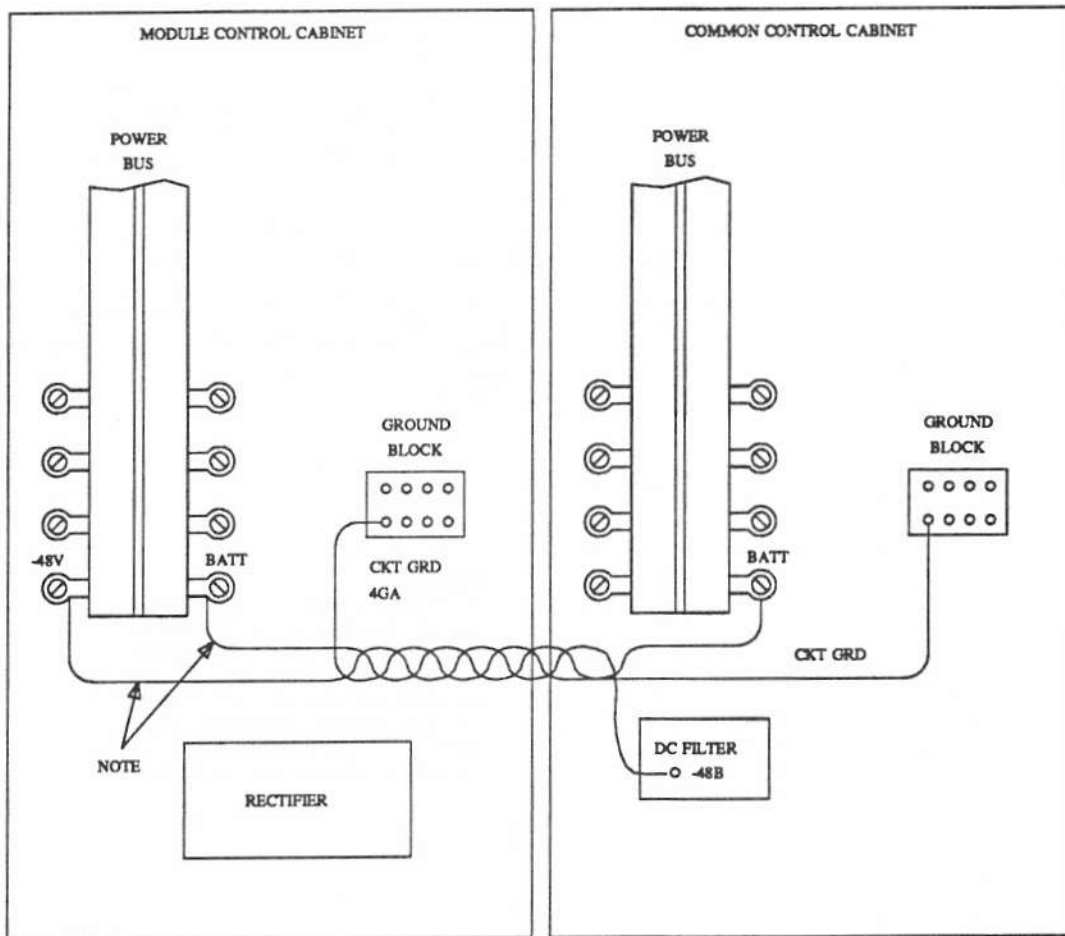 MODULE CONTROL CABINET
POWER
BUS
GROUND
BLOCK
-48V
BATT
CKT GRD
4GA
NOTE
RECTIFIER
COMMON CONTROL CABINET
POWER
BUS
GROUND
BLOCK
BATT
CKT GRD
DC FILTER
-48B